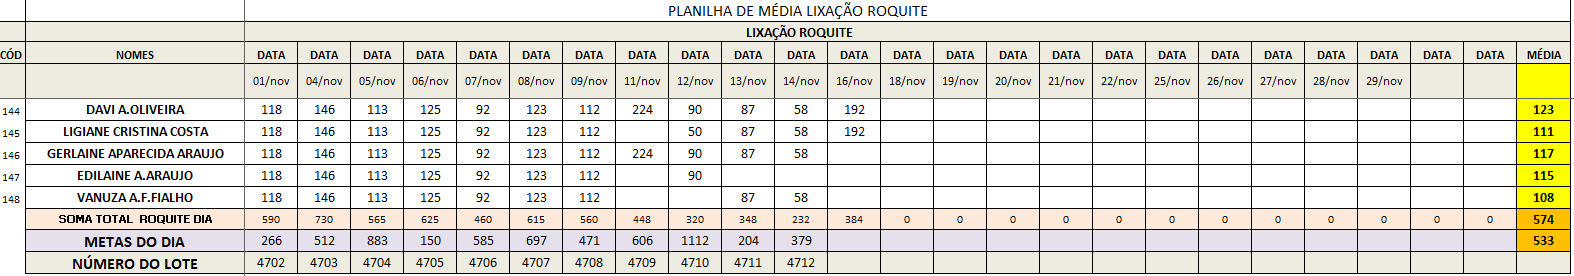 PLANILHA DE MÉDIA LIXAÇÃO ROQUITE
LIXAÇÃO ROQUITE
CÓD NOMES DATA DATA DATA DATA DATA DATA DATA DATA DATA DATA DATA DATA DATA DATA DATA DATA DATA DATA DATA DATA DATA DATA DATA DATA MÉDIA
01/nov 04/nov 05/nov 06/nov 07/nov 08/nov 09/nov 11/nov 12/nov 13/nov 14/nov 16/nov 18/nov 19/nov 20/nov 21/nov 22/nov 25/nov 26/nov 27/nov 28/nov 29/nov
144 DAVI A.OLIVEIRA 118 146 113 125 92 123 112 224 90 87 58 192 123
145 LIGIANE CRISTINA COSTA 118 146 113 125 92 123 112 50 87 58 192 111
146 GERLAINE APARECIDA ARAUJO 118 146 113 125 92 123 112 224 90 87 58 117
147 EDILAINE A.ARAUJO 118 146 113 125 92 123 112 90 115
148 VANUZA A.F.FIALHO 118 146 113 125 92 123 112 87 58 108
SOMA TOTAL ROQUITE DIA 590 730 565 625 460 615 560 448 320 348 232 384 0 0 0 0 0 0 0 0 0 0 0 0 574
METAS DO DIA 266 512 883 150 585 697 471 606 1112 204 379 533
NÚMERO DO LOTE 4702 4703 4704 4705 4706 4707 4708 4709 4710 4711 4712